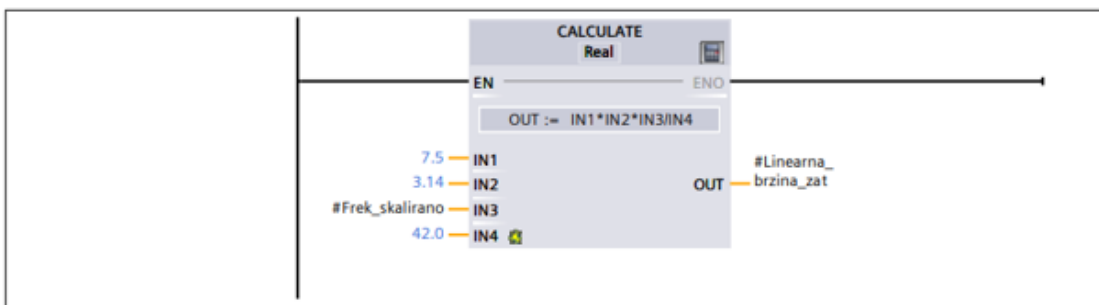 CALCULATE
Real
EN
ENO
OUT := IN1*IN2*IN3/IN4
7.5
IN1
3.14
IN2
#Frek_skalirano
IN3
42.0
IN4
OUT
#Linearna_
brzina_zat